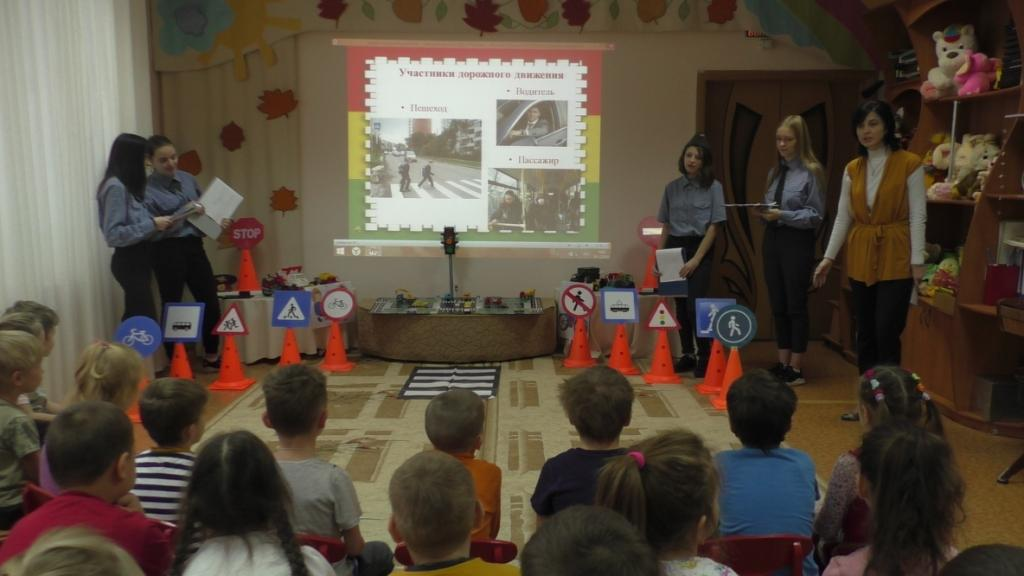 Участники дорожного движения
• Водитель
• Пешеход
• Пассажир
STOP